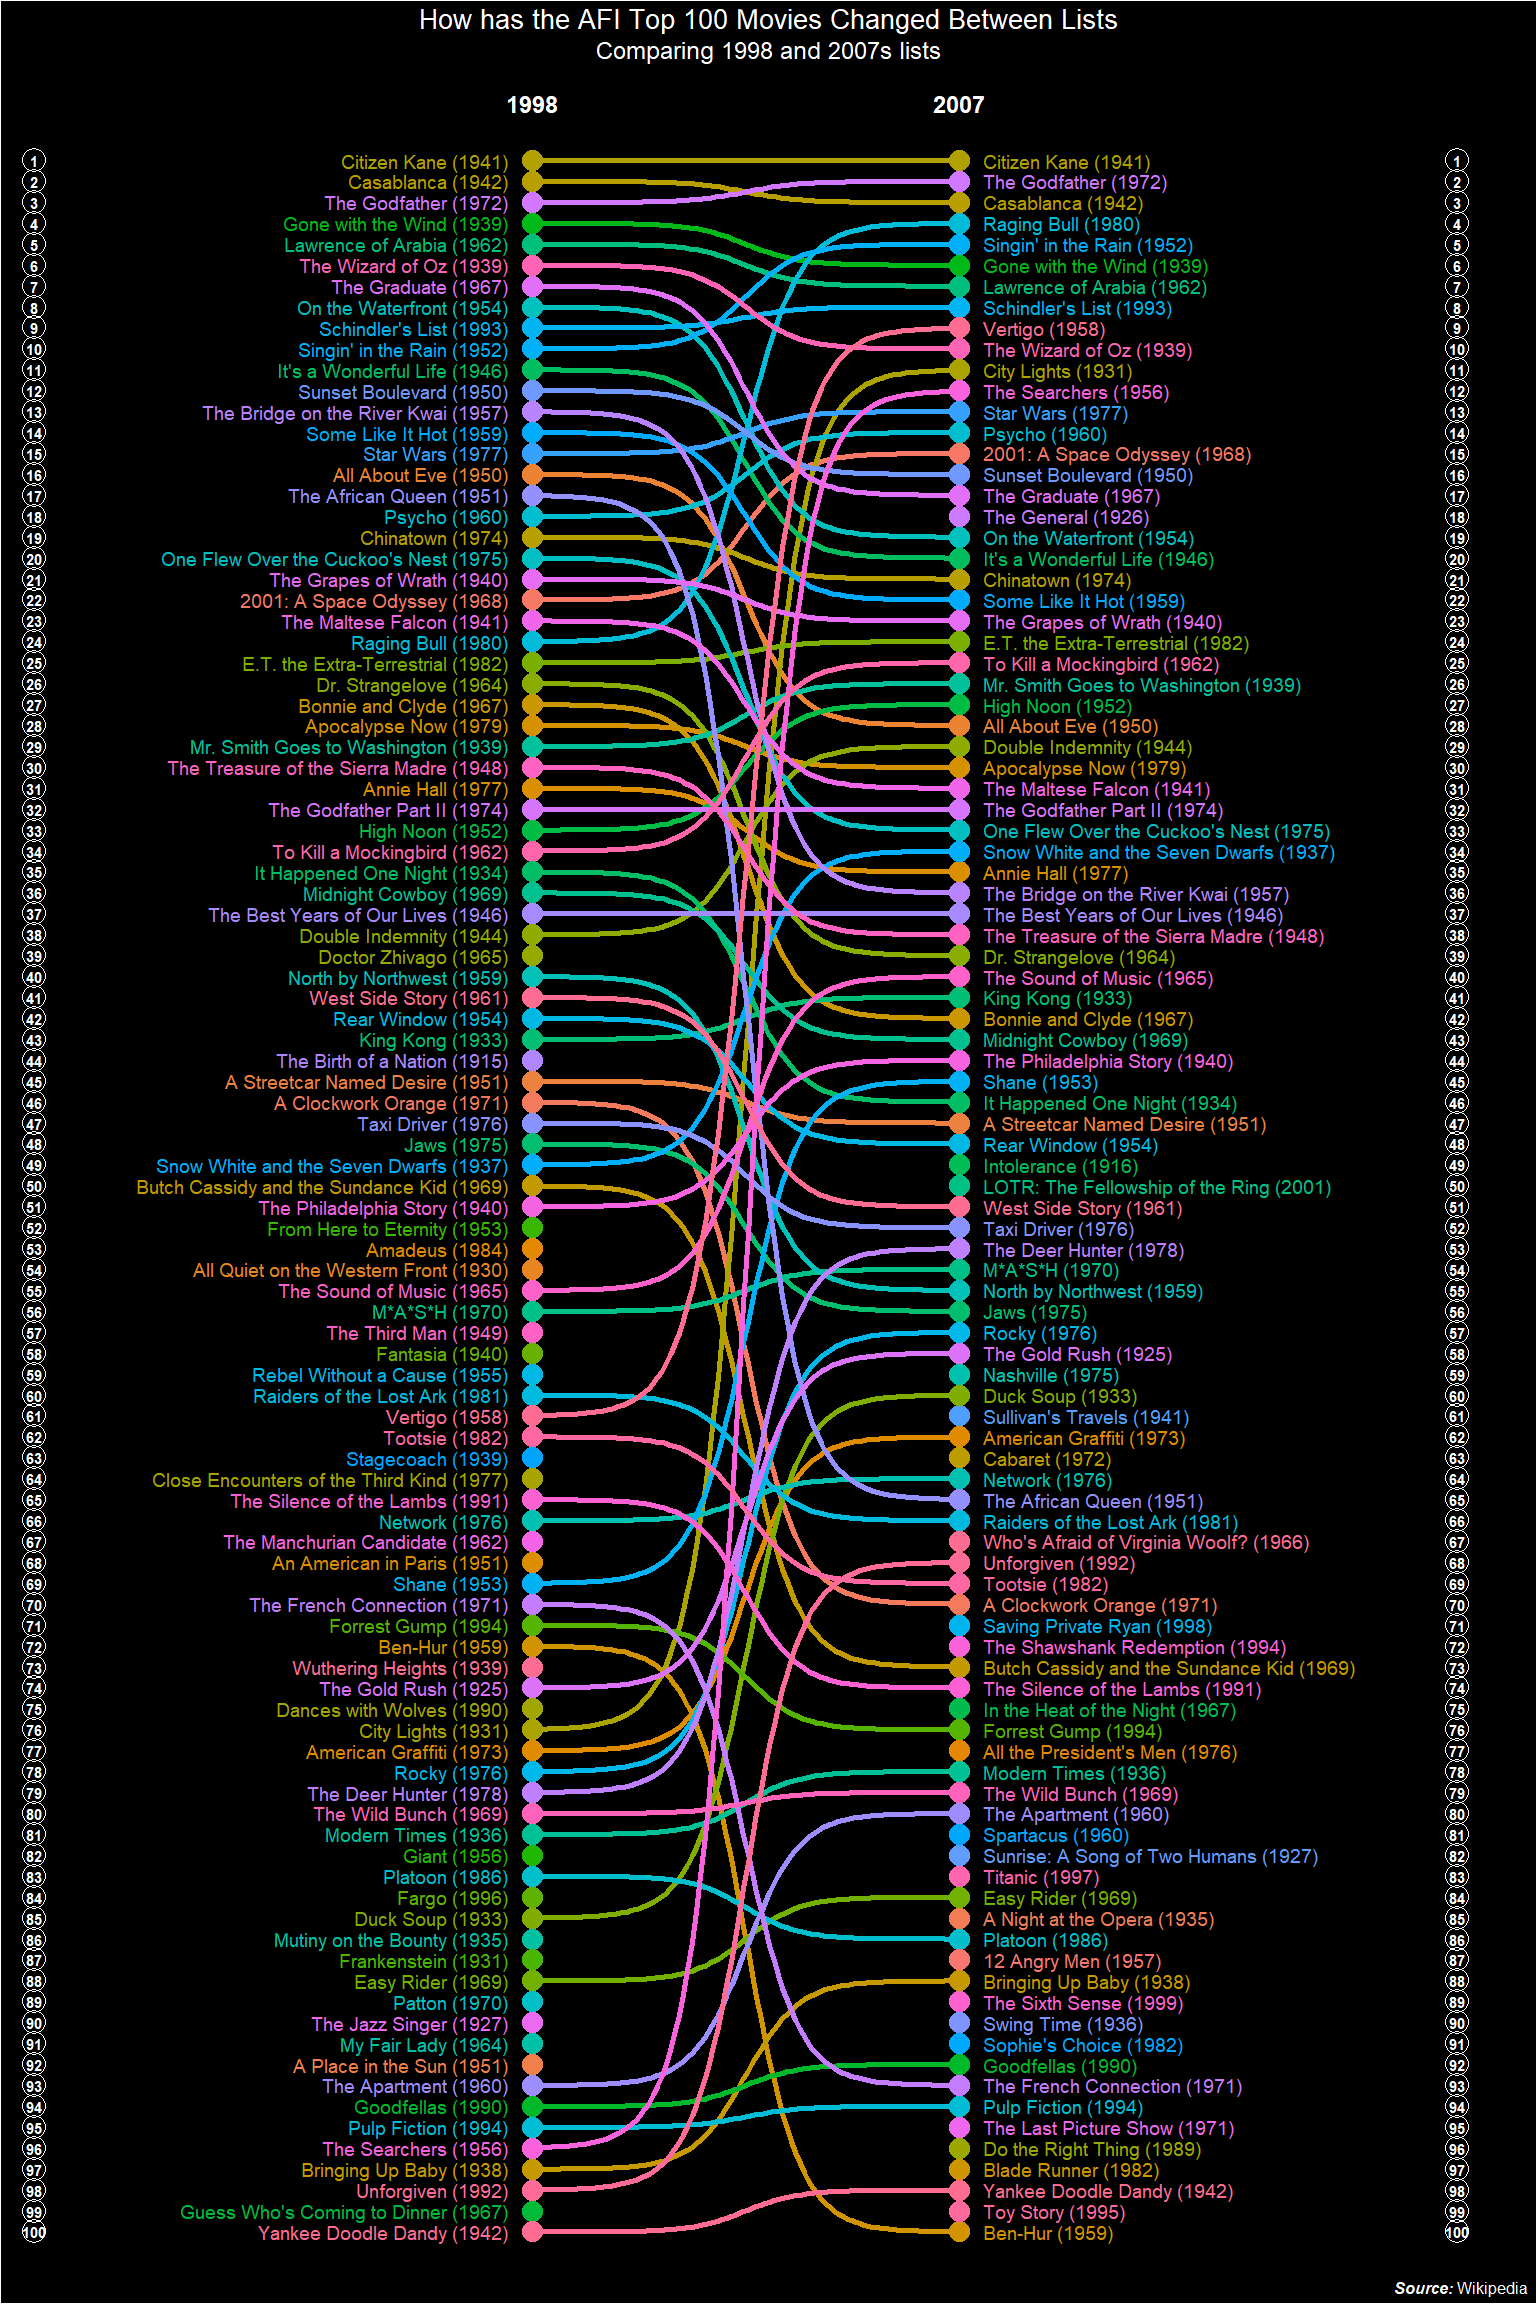 How has the AFI Top 100 Movies Changed Between Lists
Comparing 1998 and 2007s lists
1998 2007
1 Citizen Kane (1941) Citizen Kane (1941) 1
2 Casablanca (1942) The Godfather (1972) 2
3 The Godfather (1972) Casablanca (1942) 3
4 Gone with the Wind (1939) Raging Bull (1980) 4
5 Lawrence of Arabia (1962) Singin' in the Rain (1952) 5
6 The Wizard of Oz (1939) Gone with the Wind (1939) 6
7 The Graduate (1967) Lawrence of Arabia (1962) 7
8 On the Waterfront (1954) Schindler's List (1993) 8
9 Schindler's List (1993) Vertigo (1958) 9
10 Singin' in the Rain (1952) The Wizard of Oz (1939) 10
11 It's a Wonderful Life (1946) City Lights (1931) 11
12 Sunset Boulevard (1950) The Searchers (1956) 12
13 The Bridge on the River Kwai (1957) Star Wars (1977) 13
14 Some Like It Hot (1959) Psycho (1960) 14
15 Star Wars (1977) 2001: A Space Odyssey (1968) 15
16 All About Eve (1950) Sunset Boulevard (1950) 16
17 The African Queen (1951) The Graduate (1967) 17
18 Psycho (1960) The General (1926) 18
19 Chinatown (1974) On the Waterfront (1954) 19
20 One Flew Over the Cuckoo's Nest (1975) It's a Wonderful Life (1946) 20
21 The Grapes of Wrath (1940) Chinatown (1974) 21
22 2001: A Space Odyssey (1968) Some Like It Hot (1959) 22
23 The Maltese Falcon (1941) The Grapes of Wrath (1940) 23
24 Raging Bull (1980) E.T. the Extra-Terrestrial (1982) 24
25 E.T. the Extra-Terrestrial (1982) To Kill a Mockingbird (1962) 25
26 Dr. Strangelove (1964) Mr. Smith Goes to Washington (1939) 26
27 Bonnie and Clyde (1967) High Noon (1952) 27
28 Apocalypse Now (1979) All About Eve (1950) 28
29 Mr. Smith Goes to Washington (1939) Double Indemnity (1944) 29
30 The Treasure of the Sierra Madre (1948) Apocalypse Now (1979) 30
31 Annie Hall (1977) The Maltese Falcon (1941) 31
32 The Godfather Part II (1974) The Godfather Part II (1974) 32
33 High Noon (1952) One Flew Over the Cuckoo's Nest (1975) 33
34 To Kill a Mockingbird (1962) Snow White and the Seven Dwarfs (1937) 34
35 It Happened One Night (1934) Annie Hall (1977) 35
36 Midnight Cowboy (1969) The Bridge on the River Kwai (1957) 36
37 The Best Years of Our Lives (1946) The Best Years of Our Lives (1946) 37
38 Double Indemnity (1944) The Treasure of the Sierra Madre (1948) 38
39 Doctor Zhivago (1965) Dr. Strangelove (1964) 39
40 North by Northwest (1959) The Sound of Music (1965) 40
41 West Side Story (1961) King Kong (1933) 41
42 Rear Window (1954) Bonnie and Clyde (1967) 42
43 King Kong (1933) Midnight Cowboy (1969) 43
44 The Birth of a Nation (1915) The Philadelphia Story (1940) 44
45 A Streetcar Named Desire (1951) Shane (1953) 45
46 A Clockwork Orange (1971) It Happened One Night (1934) 46
47 Taxi Driver (1976) A Streetcar Named Desire (1951) 47
48 Jaws (1975) Rear Window (1954) 48
49 Snow White and the Seven Dwarfs (1937) Intolerance (1916) 49
50 Butch Cassidy and the Sundance Kid (1969) LOTR: The Fellowship of the Ring (2001) 50
51 The Philadelphia Story (1940) West Side Story (1961) 51
52 From Here to Eternity (1953) Taxi Driver (1976) 52
53 Amadeus (1984) The Deer Hunter (1978) 53
54 All Quiet on the Western Front (1930) M*A*S*H (1970) 54
55 The Sound of Music (1965) North by Northwest (1959) 55
56 M*A*S*H (1970) Jaws (1975) 56
57 The Third Man (1949) Rocky (1976) 57
58 Fantasia (1940) The Gold Rush (1925) 58
59 Rebel Without a Cause (1955) Nashville (1975) 59
60 Raiders of the Lost Ark (1981) Duck Soup (1933) 60
61 Vertigo (1958) Sullivan's Travels (1941) 61
62 Tootsie (1982) American Graffiti (1973) 62
63 Stagecoach (1939) Cabaret (1972) 63
64 Close Encounters of the Third Kind (1977) Network (1976) 64
65 The Silence of the Lambs (1991) The African Queen (1951) 65
66 Network (1976) Raiders of the Lost Ark (1981) 66
67 The Manchurian Candidate (1962) Who's Afraid of Virginia Woolf? (1966) 67
68 An American in Paris (1951) Unforgiven (1992) 68
69 Shane (1953) Tootsie (1982) 69
70 The French Connection (1971) A Clockwork Orange (1971) 70
71 Forrest Gump (1994) Saving Private Ryan (1998) 71
72 Ben-Hur (1959) The Shawshank Redemption (1994) 72
73 Wuthering Heights (1939) Butch Cassidy and the Sundance Kid (1969) 73
74 The Gold Rush (1925) The Silence of the Lambs (1991) 74
75 Dances with Wolves (1990) In the Heat of the Night (1967) 75
76 City Lights (1931) Forrest Gump (1994) 76
77 American Graffiti (1973) All the President's Men (1976) 77
78 Rocky (1976) Modern Times (1936) 78
79 The Deer Hunter (1978) The Wild Bunch (1969) 79
80 The Wild Bunch (1969) The Apartment (1960) 80
81 Modern Times (1936) Spartacus (1960) 81
82 Giant (1956) Sunrise: A Song of Two Humans (1927) 82
83 Platoon (1986) Titanic (1997) 83
84 Fargo (1996) Easy Rider (1969) 84
85 Duck Soup (1933) A Night at the Opera (1935) 85
86 Mutiny on the Bounty (1935) Platoon (1986) 86
87 Frankenstein (1931) 12 Angry Men (1957) 87
88 Easy Rider (1969) Bringing Up Baby (1938) 88
89 Patton (1970) The Sixth Sense (1999) 89
90 The Jazz Singer (1927) Swing Time (1936) 90
91 My Fair Lady (1964) Sophie's Choice (1982) 91
92 A Place in the Sun (1951) Goodfellas (1990) 92
93 The Apartment (1960) The French Connection (1971) 93
94 Goodfellas (1990) Pulp Fiction (1994) 94
95 Pulp Fiction (1994) The Last Picture Show (1971) 95
96 The Searchers (1956) Do the Right Thing (1989) 96
97 Bringing Up Baby (1938) Blade Runner (1982) 97
98 Unforgiven (1992) Yankee Doodle Dandy (1942) 98
99 Guess Who's Coming to Dinner (1967) Toy Story (1995) 99
100 Yankee Doodle Dandy (1942) Ben-Hur (1959) 100
Source: Wikipedia